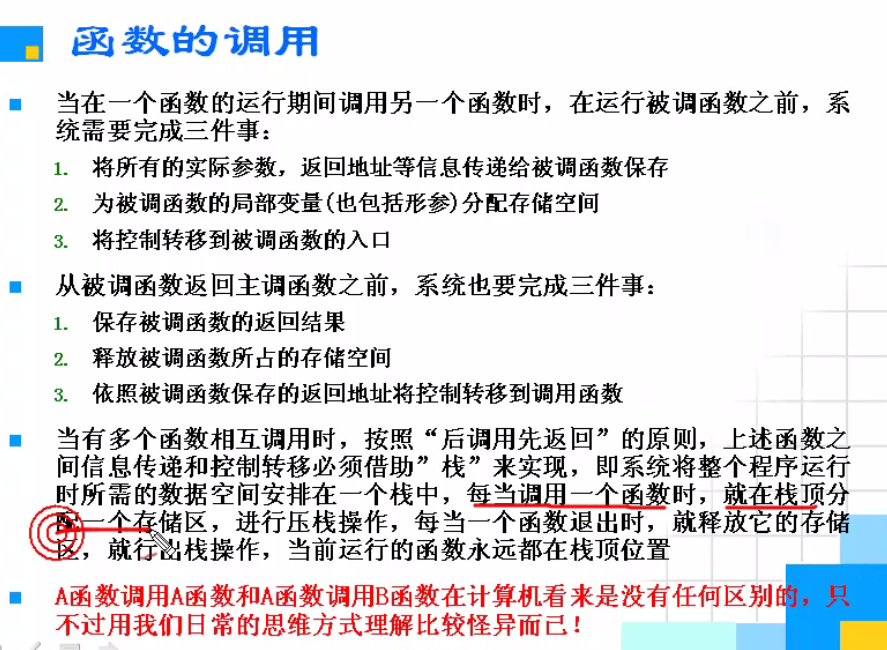 函数的调用
当在一个函数的运行期间调用另一个函数时，在运行被调函数之前，系
统需要完成三件事：
1. 将所有的实际参数，返回地址等信息传递给被调函数保存
2. 为被调函数的局部变量(也包括形参)分配存储空间
3. 将控制转移到被调函数的入口
从被调函数返回主调函数之前，系统也要完成三件事：
1. 保存被调函数的返回结果
2. 释放被调函数所占的存储空间
3. 依照被调函数保存的返回地址将控制转移到调用函数
当有多个函数相互调用时，按照“后调用先返回”的原则，上述函数之
间信息传递和控制转移必须借助”栈”来实现，即系统将整个程序运行
时所需的数据空间安排在一个栈中，每当调用一个函数时，就在栈顶分
配一个存储区，进行压栈操作，每当一个函数退出时，就释放它的存储
区，就行出栈操作，当前运行的函数永远都在栈顶位置
A函数调用A函数和A函数调用B函数在计算机看来是没有任何区别的，只
不过用我们日常的思维方式理解比较怪异而已！